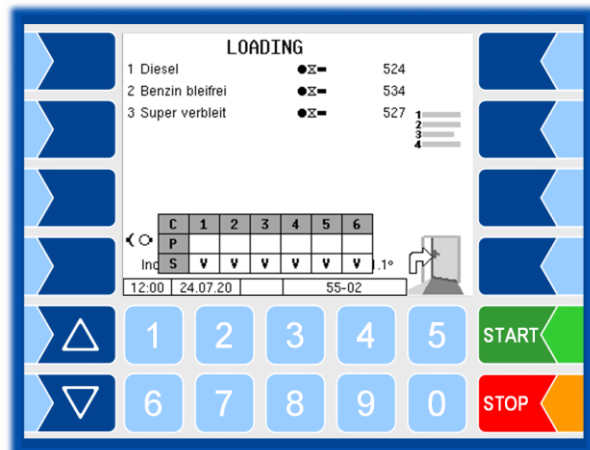 LOADING
1 Diesel 524
2 Benzin bleifrei 534
3 Super verbleit 527
1
2
3
4
C 1 2 3 4 5 6
P
S V V V V V V .1°
12:00 24.07.20 55-02
1 2 3 4 5 START
6 7 8 9 0 STOP